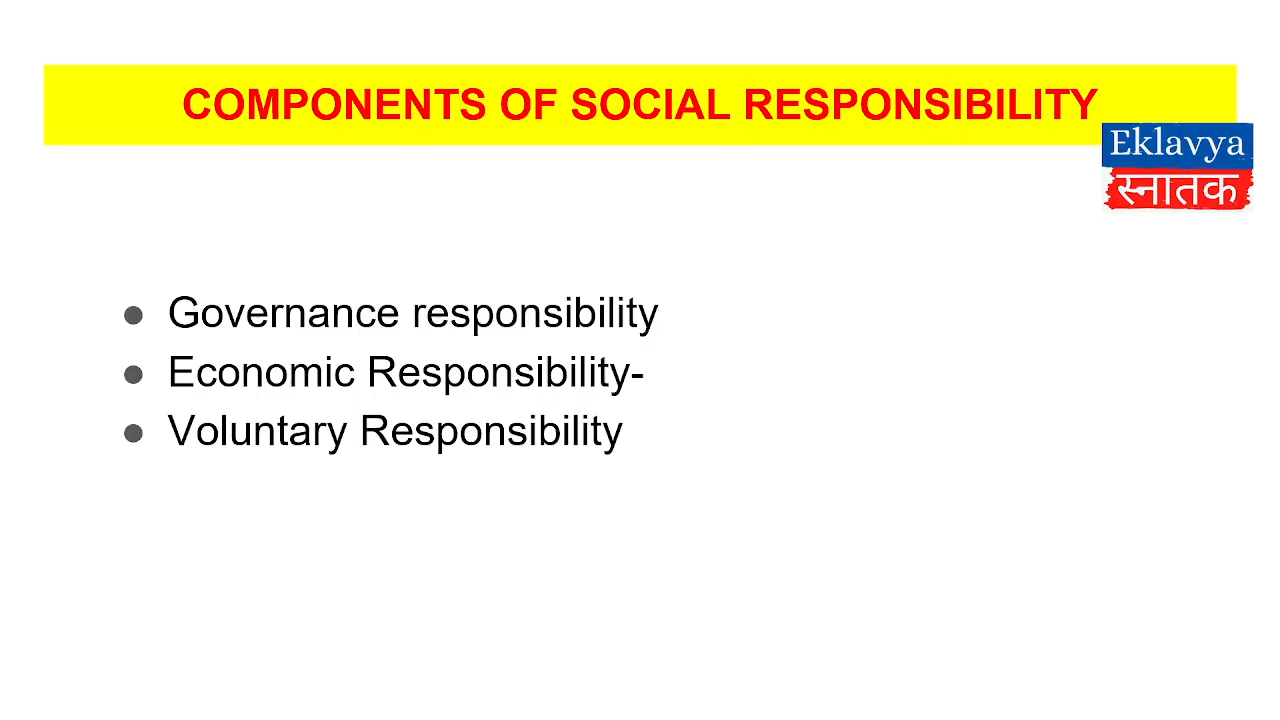 COMPONENTS OF SOCIAL RESPONSIBILITY
Eklavya
स्नातक
● Governance responsibility
● Economic Responsibility-
● Voluntary Responsibility